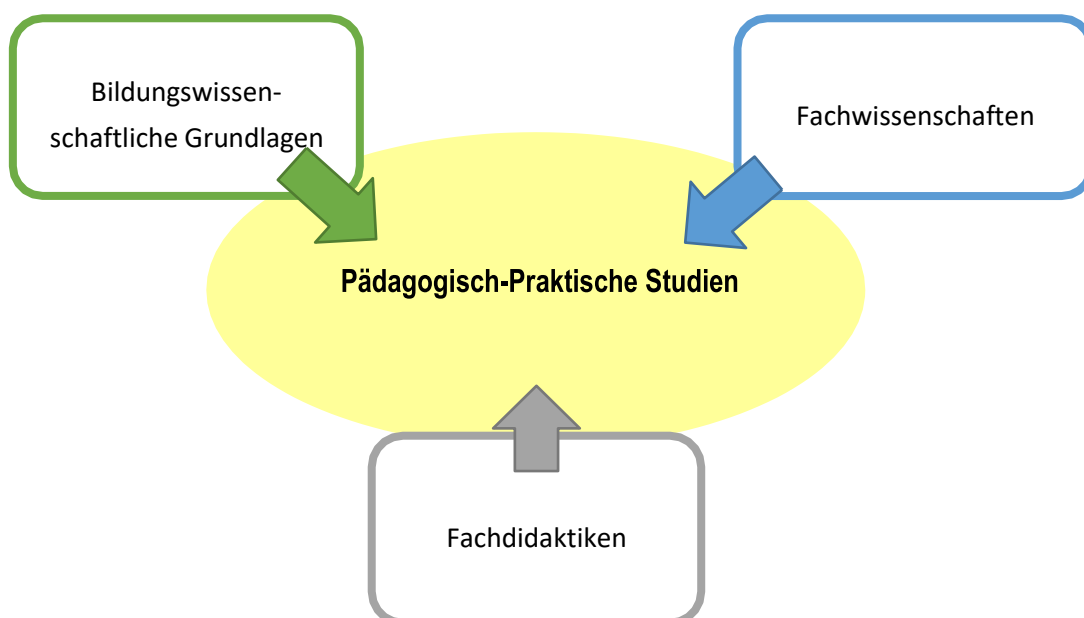 Bildungswissen-
schaftliche Grundlagen
Fachwissenschaften
Pädagogisch-Praktische Studien
Fachdidaktiken